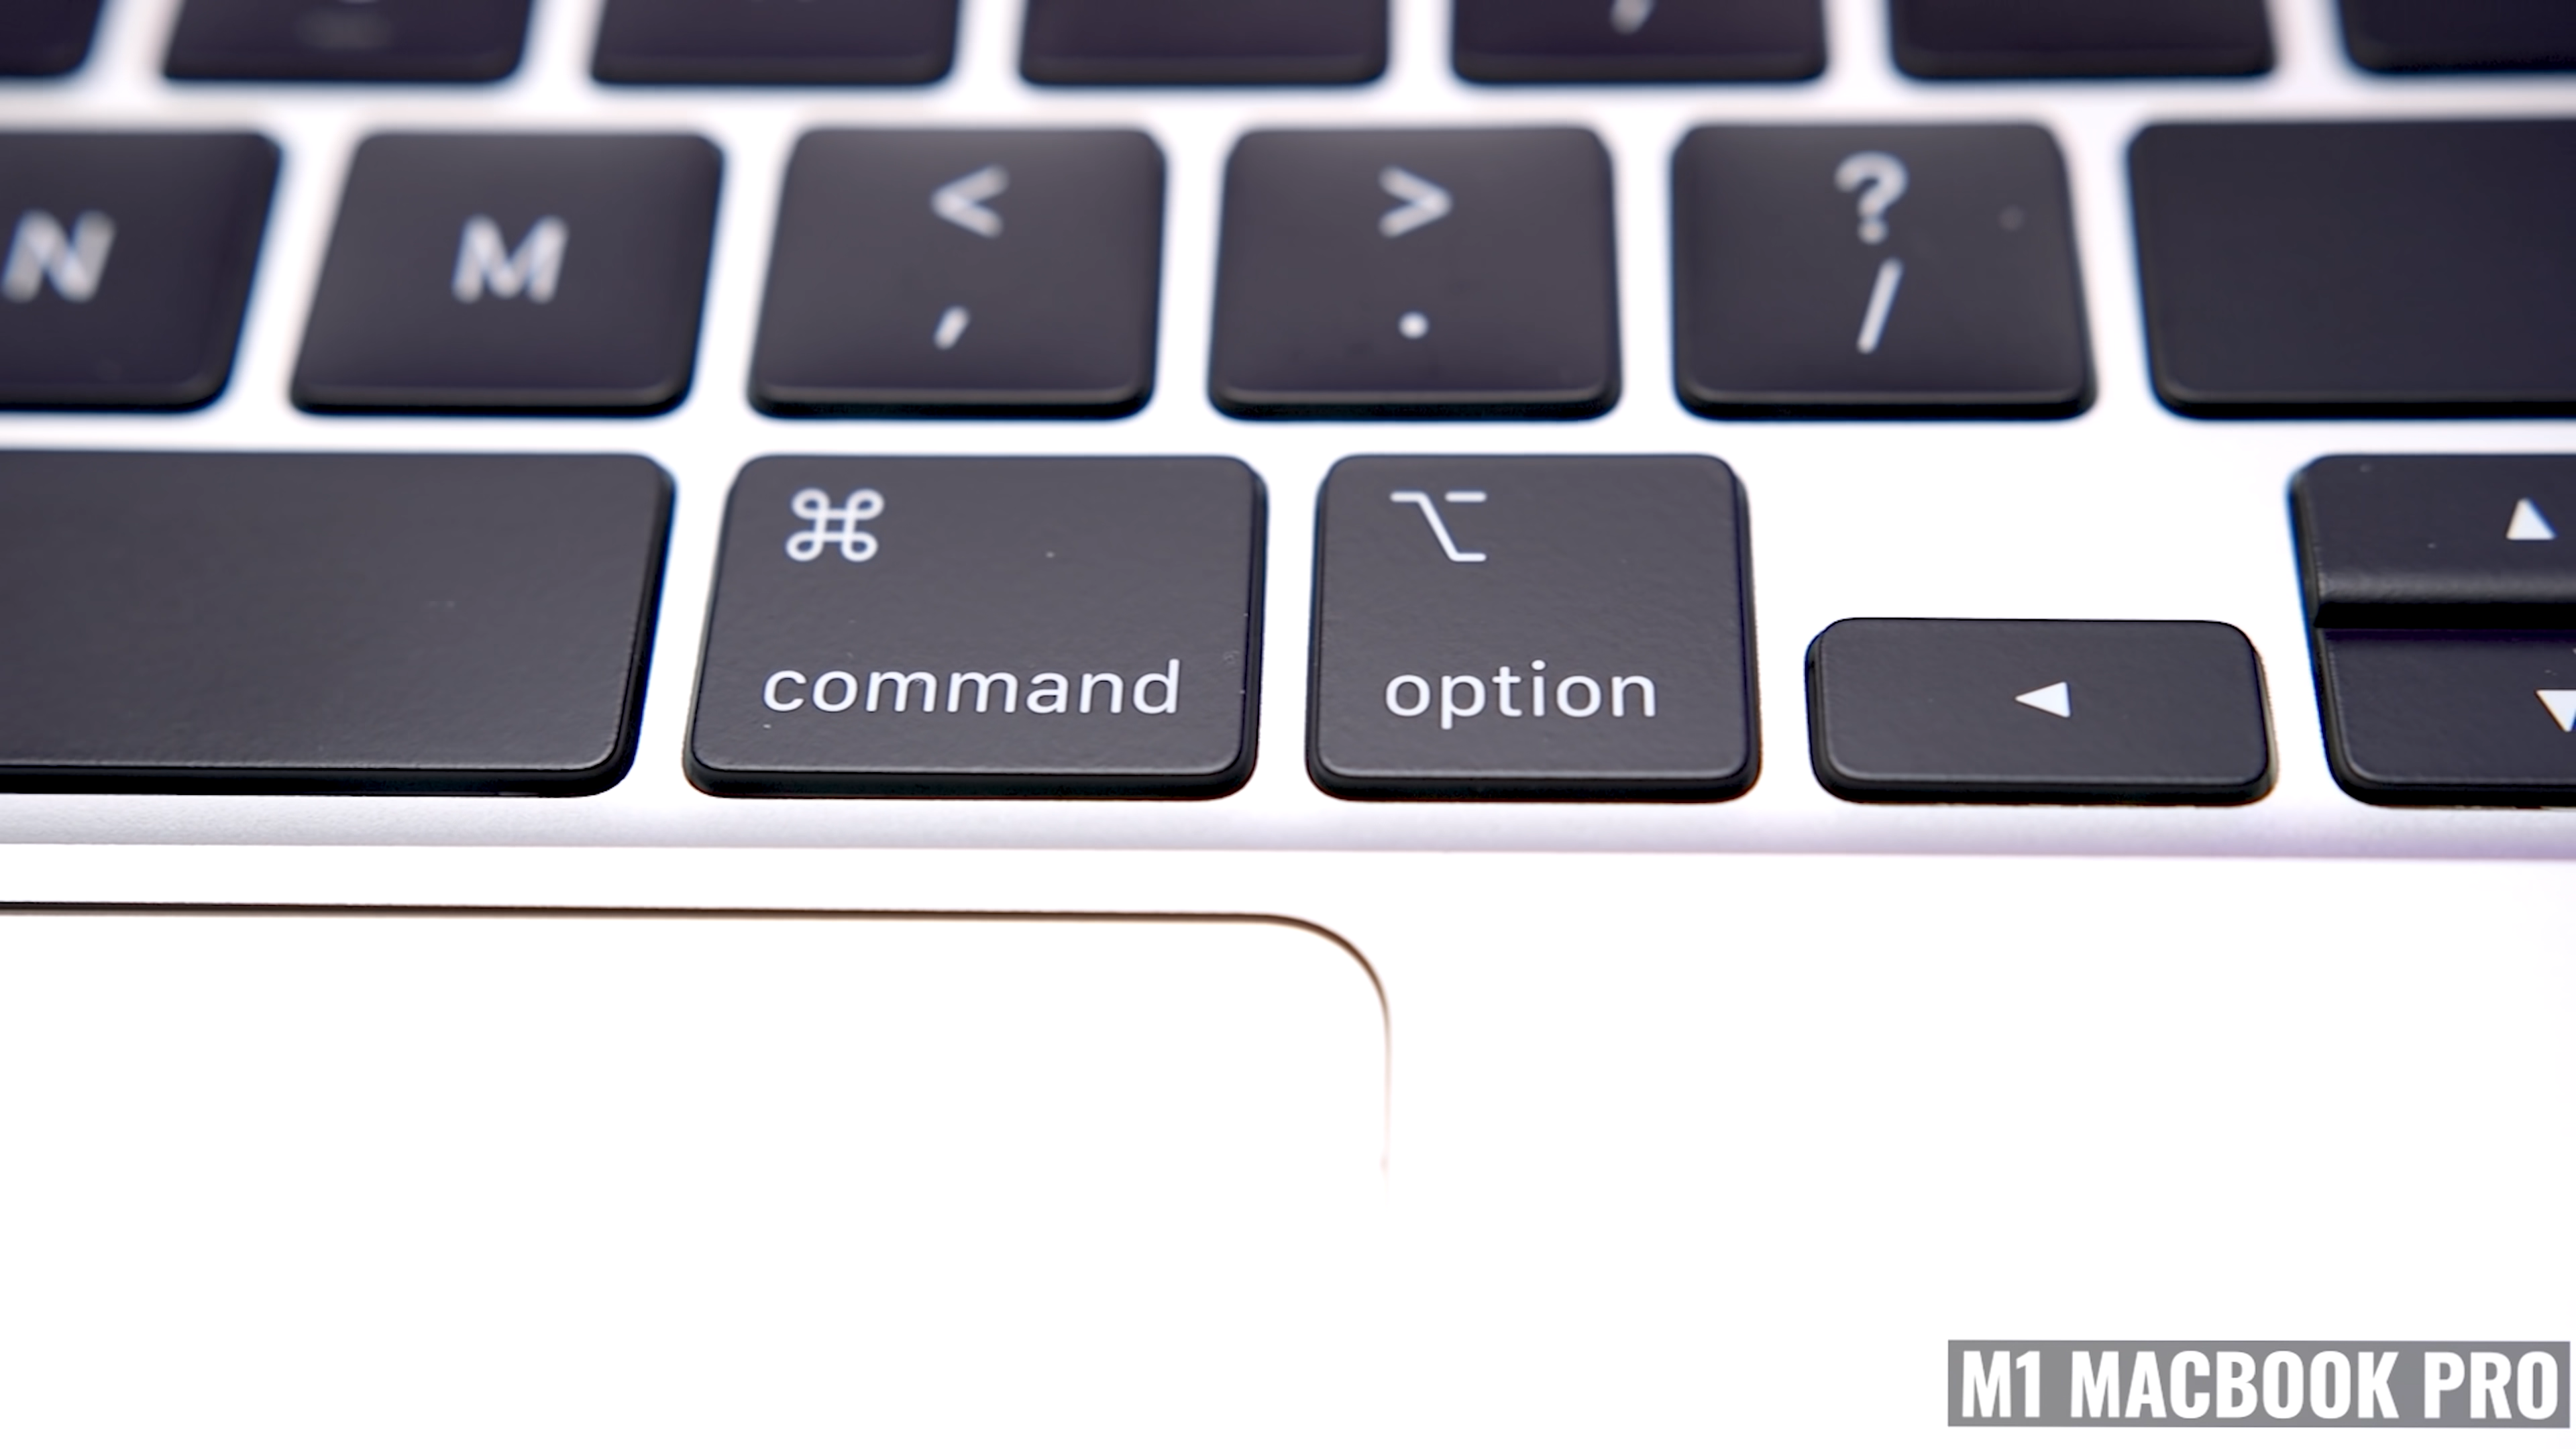 N M < > ?
, . /
⌘ ⌥ ▲
command option ◀ ▼
M1 MACBOOK PRO